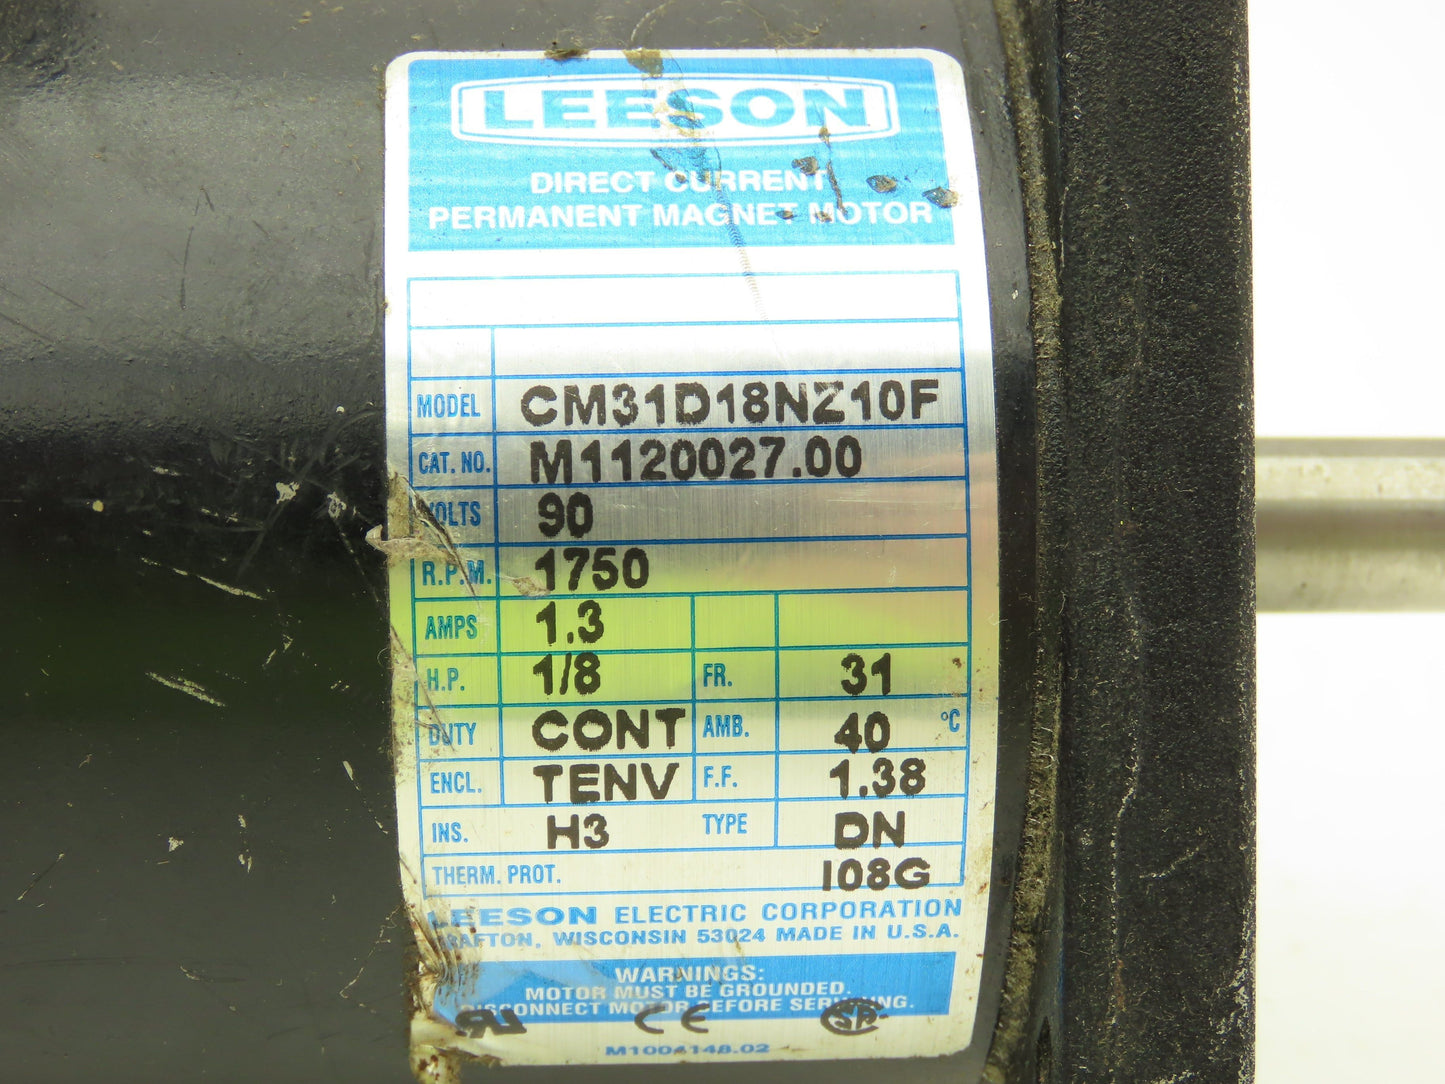 LEESON
DIRECT CURRENT
PERMANENT MAGNET MOTOR
MODEL CM31D18NZ10F
CAT. NO. M1120027.00
VOLTS 90
R.P.M. 1750
AMPS 1.3
H.P. 1/8 FR. 31
DUTY CONT AMB. 40 °C
ENCL. TENV F.F. 1.38
INS. H3 TYPE DN
THERM. PROT. I08G
LEESON ELECTRIC CORPORATION
GRAFTON, WISCONSIN 53024 MADE IN U.S.A.
WARNINGS:
MOTOR MUST BE GROUNDED.
DISCONNECT MOTOR BEFORE SERVICING.
CE
M1004148.02